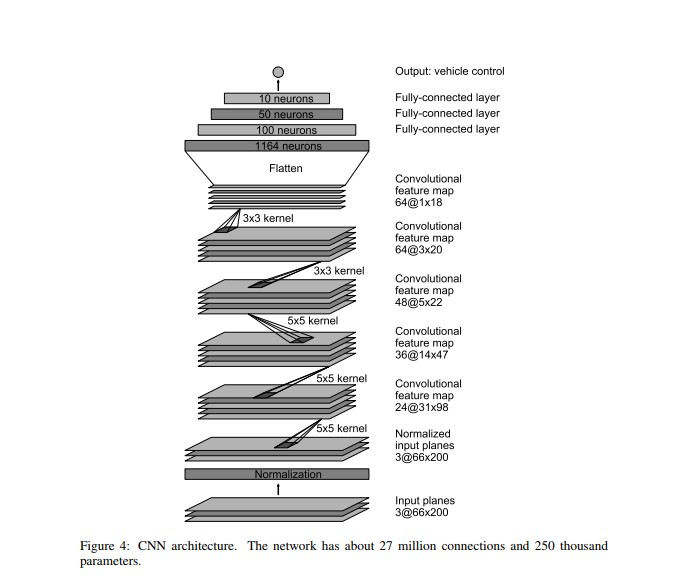 Output: vehicle control
10 neurons
Fully-connected layer
50 neurons
Fully-connected layer
100 neurons
Fully-connected layer
1164 neurons
Flatten
Convolutional
feature map
64@1x18
3x3 kernel
Convolutional
feature map
64@3x20
3x3 kernel
Convolutional
feature map
48@5x22
5x5 kernel
Convolutional
feature map
36@14x47
5x5 kernel
Convolutional
feature map
24@31x98
5x5 kernel
Normalized
input planes
3@66x200
Normalization
Input planes
3@66x200
Figure 4: CNN architecture. The network has about 27 million connections and 250 thousand
parameters.